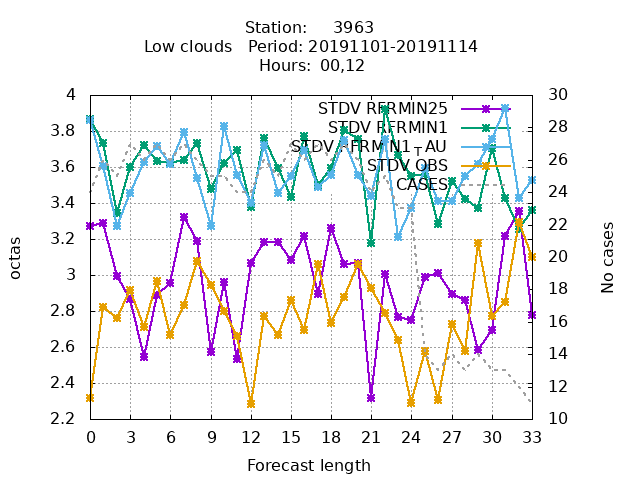 Station: 3963
Low clouds Period: 20191101-20191114
Hours: 00,12
STDV RFRMIN25
STDV RFRMIN1
STDV RFRMIN1_TAU
STDV OBS
CASES
4
3.8
3.6
3.4
3.2
3
2.8
2.6
2.4
2.2
30
28
26
24
22
20
18
16
14
12
10
0 3 6 9 12 15 18 21 24 27 30 33
octas
No cases
Forecast length